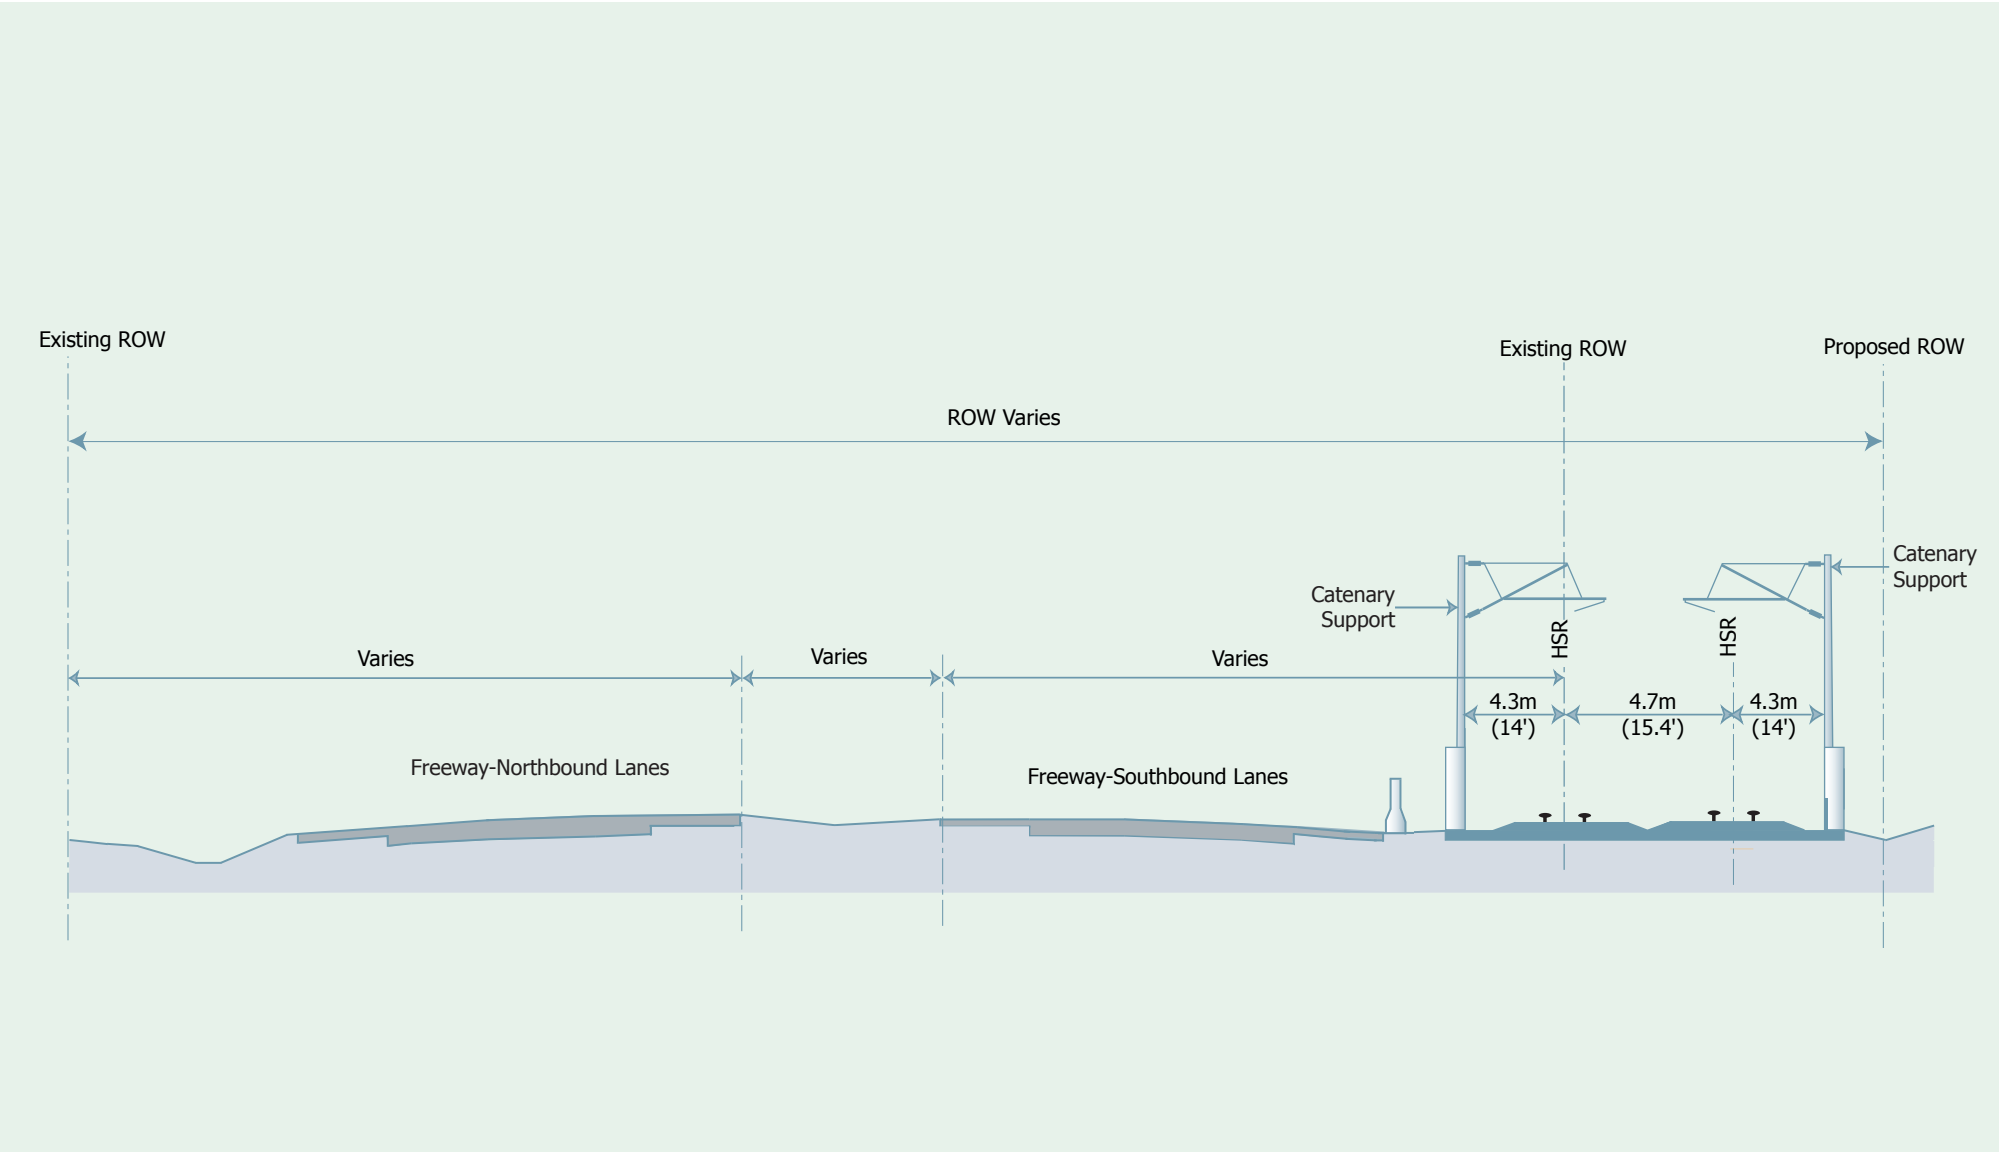 Existing ROW
Existing ROW
Proposed ROW
ROW Varies
Catenary
Support
Catenary
Support
HSR
HSR
Varies
Varies
Varies
4.3m
(14')
4.7m
(15.4')
4.3m
(14')
Freeway-Northbound Lanes
Freeway-Southbound Lanes